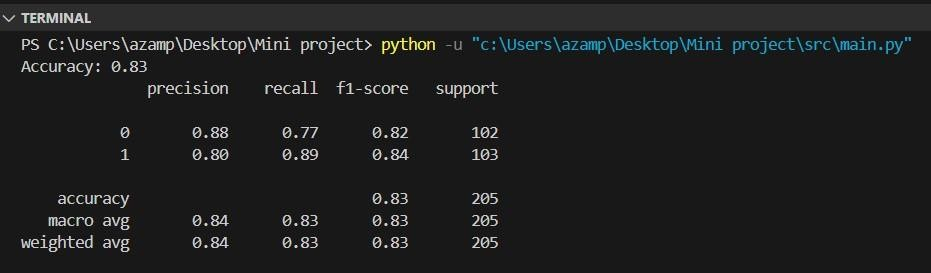 TERMINAL
PS C:\Users\azamp\Desktop\Mini project> python -u "c:\Users\azamp\Desktop\Mini project\src\main.py"
Accuracy: 0.83
precision recall f1-score support
0 0.88 0.77 0.82 102
1 0.80 0.89 0.84 103
accuracy 0.83 205
macro avg 0.84 0.83 0.83 205
weighted avg 0.84 0.83 0.83 205